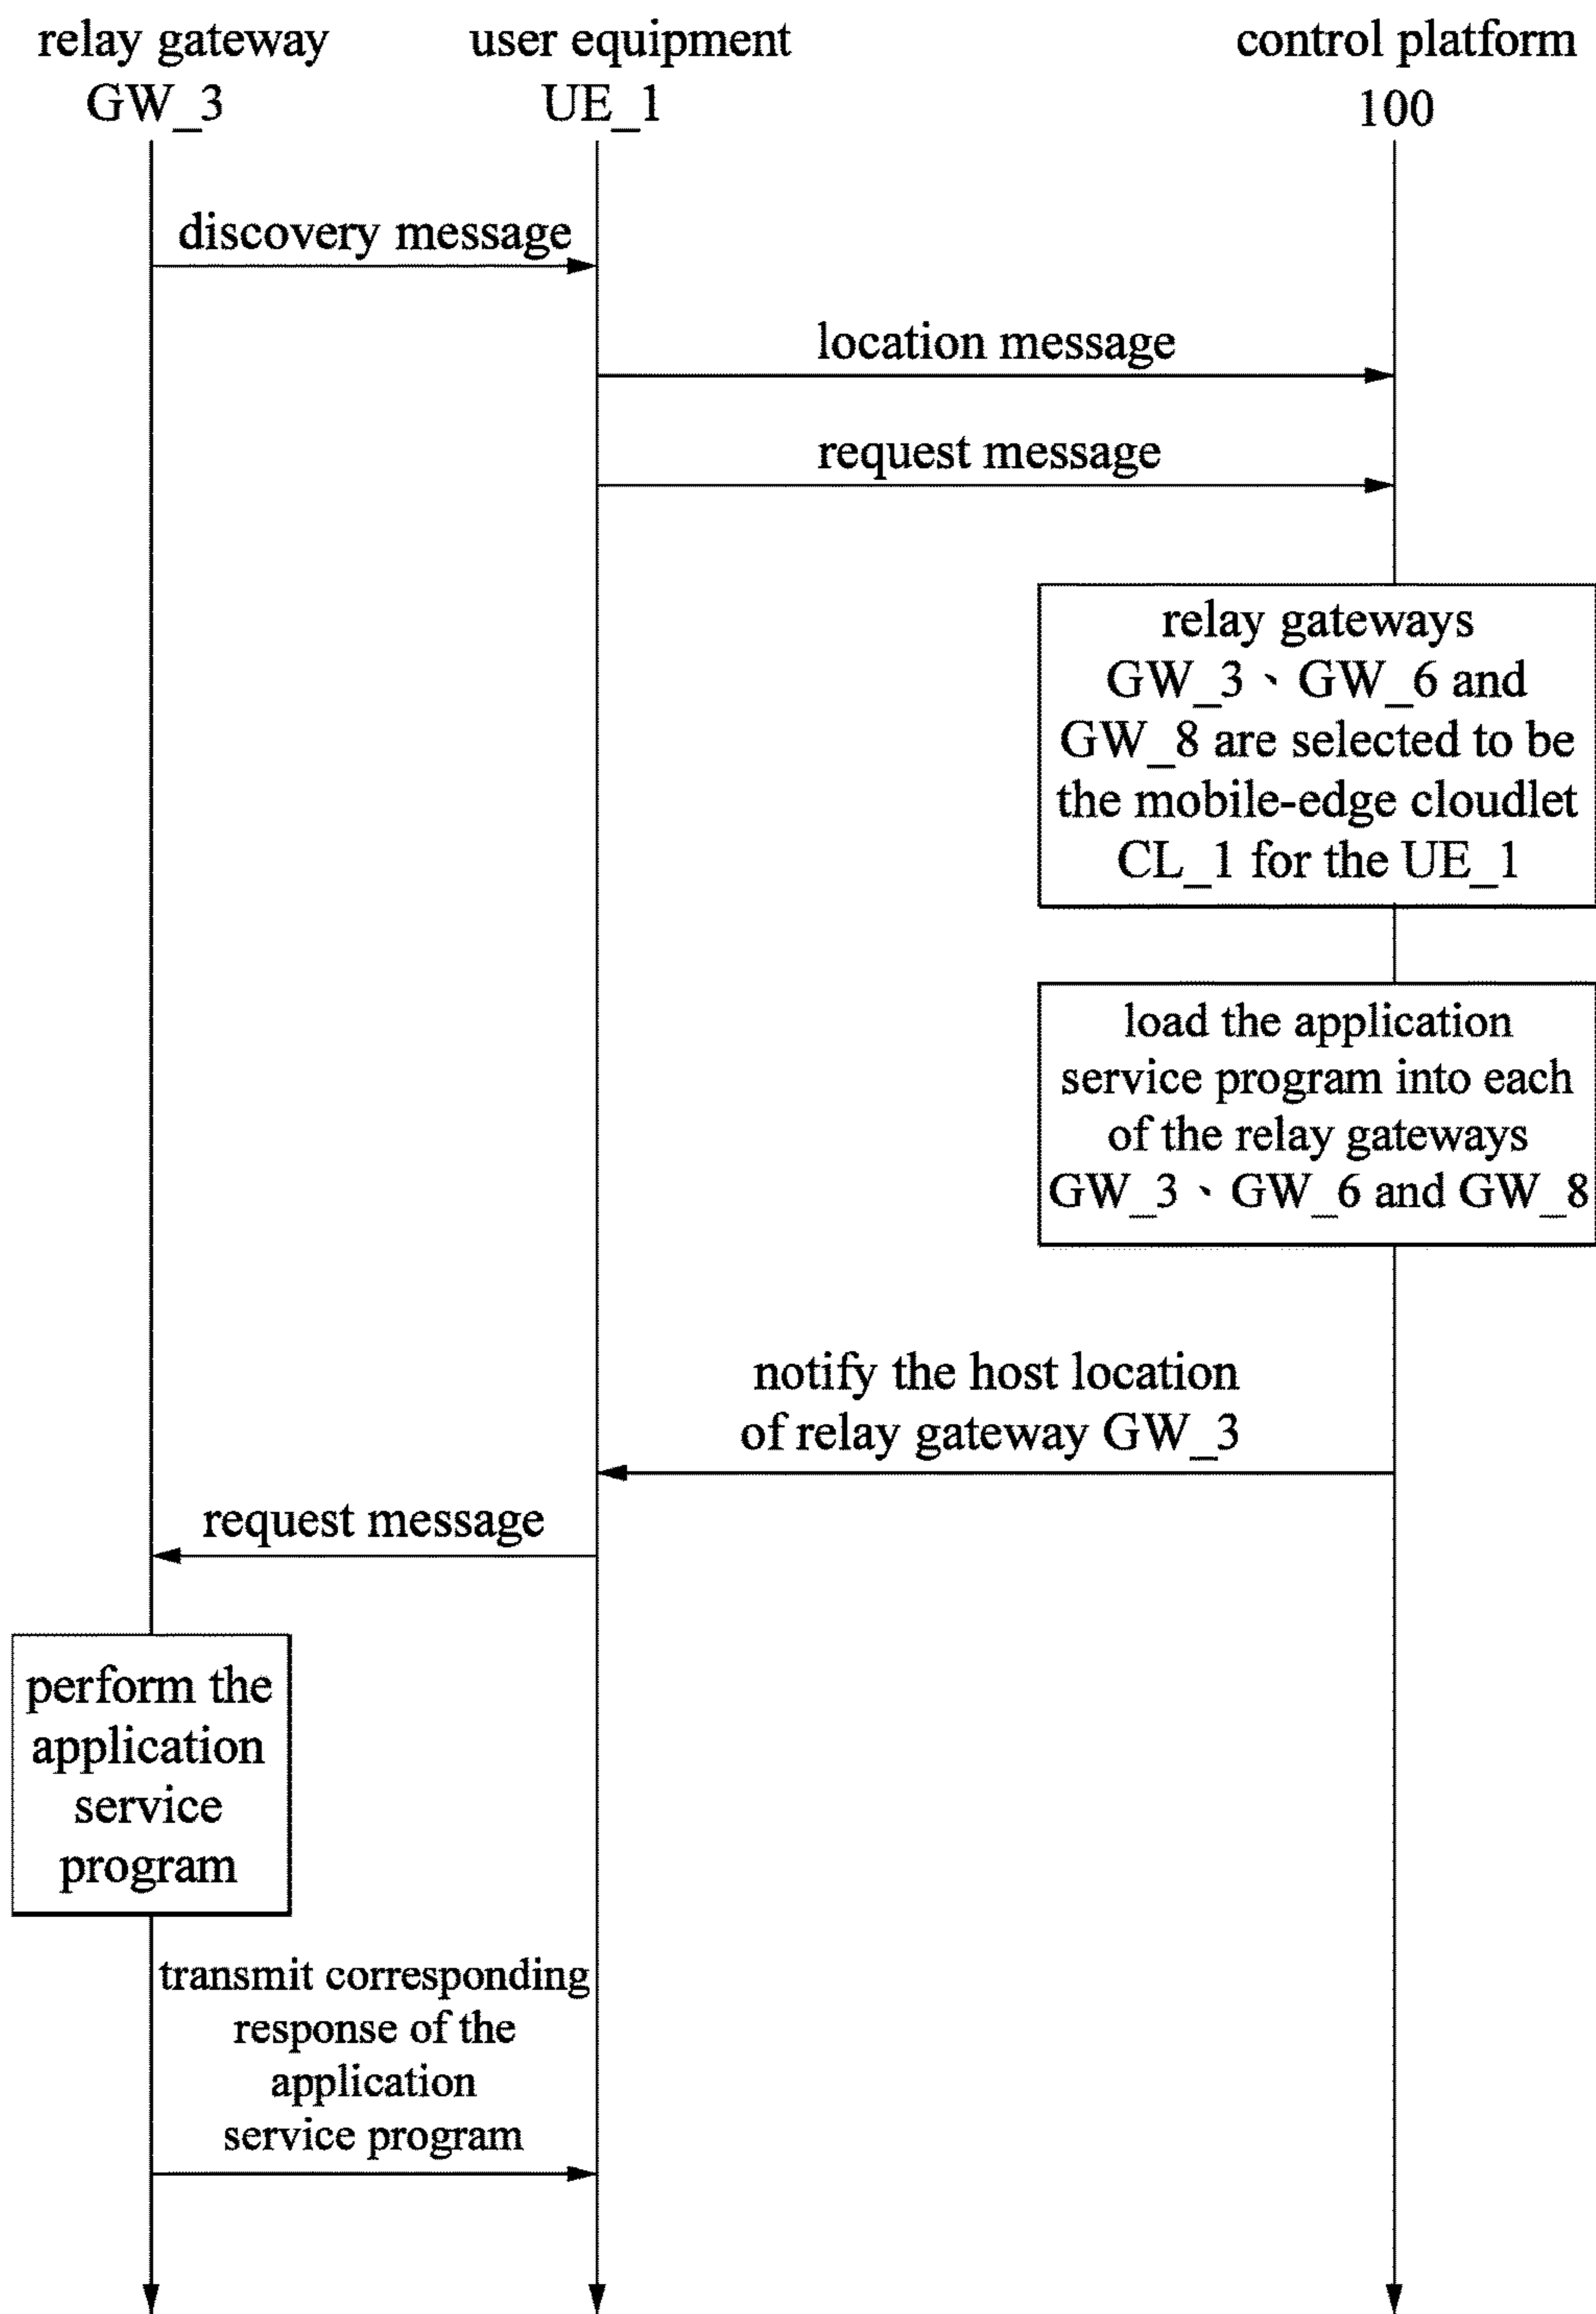 relay gateway
GW_3
user equipment
UE_1
control platform
100
discovery message
location message
request message
relay gateways
GW_3、GW_6 and
GW_8 are selected to be
the mobile-edge cloudlet
CL_1 for the UE_1
load the application
service program into each
of the relay gateways
GW_3、GW_6 and GW_8
notify the host location
of relay gateway GW_3
request message
perform the
application
service
program
transmit corresponding
response of the
application
service program